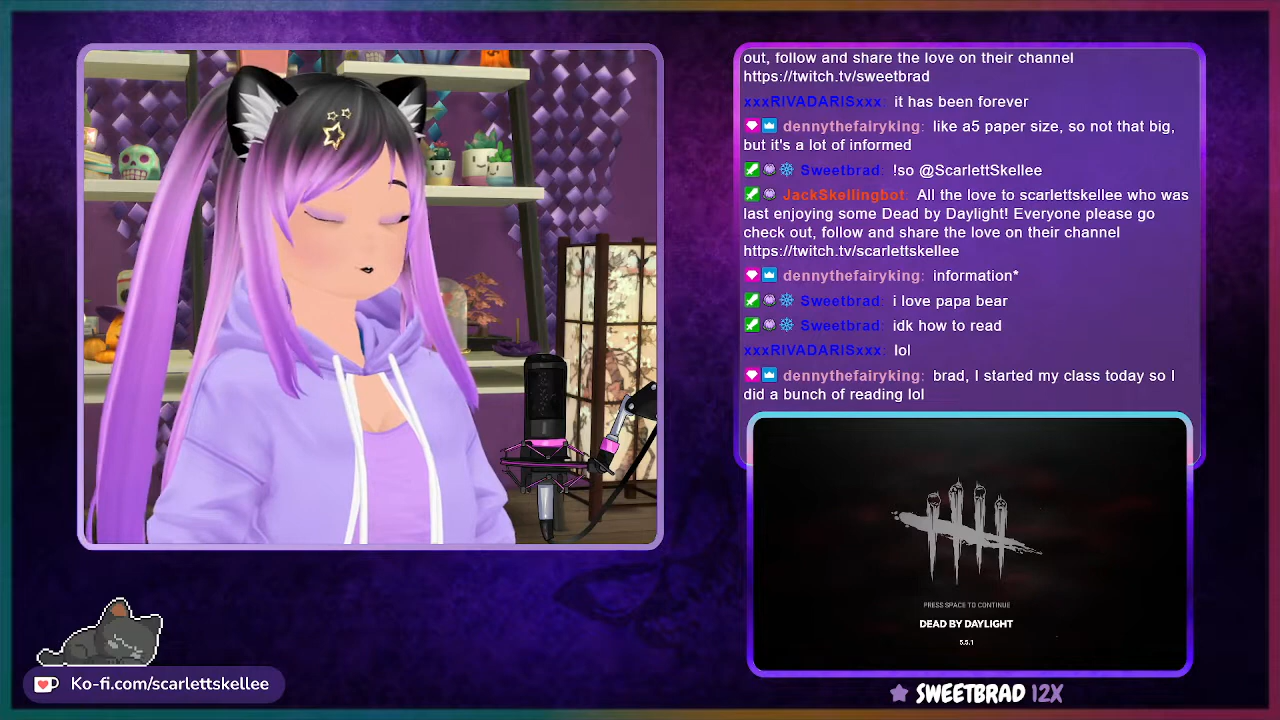 out, follow and share the love on their channel
https://twitch.tv/sweetbrad
xxxRIVADARISxxx: it has been forever
dennythefairyking: like a5 paper size, so not that big,
but it's a lot of informed
Sweetbrad: !so @ScarlettSkellee
JackSkellingbot: All the love to scarlettskellee who was
last enjoying some Dead by Daylight! Everyone please go
check out, follow and share the love on their channel
https://twitch.tv/scarlettskellee
dennythefairyking: information*
Sweetbrad: i love papa bear
Sweetbrad: idk how to read
xxxRIVADARISxxx: lol
dennythefairyking: brad, I started my class today so I
did a bunch of reading lol
PRESS SPACE TO CONTINUE
DEAD BY DAYLIGHT
5.5.1
Ko-fi.com/scarlettskellee
SWEETBRAD 12X